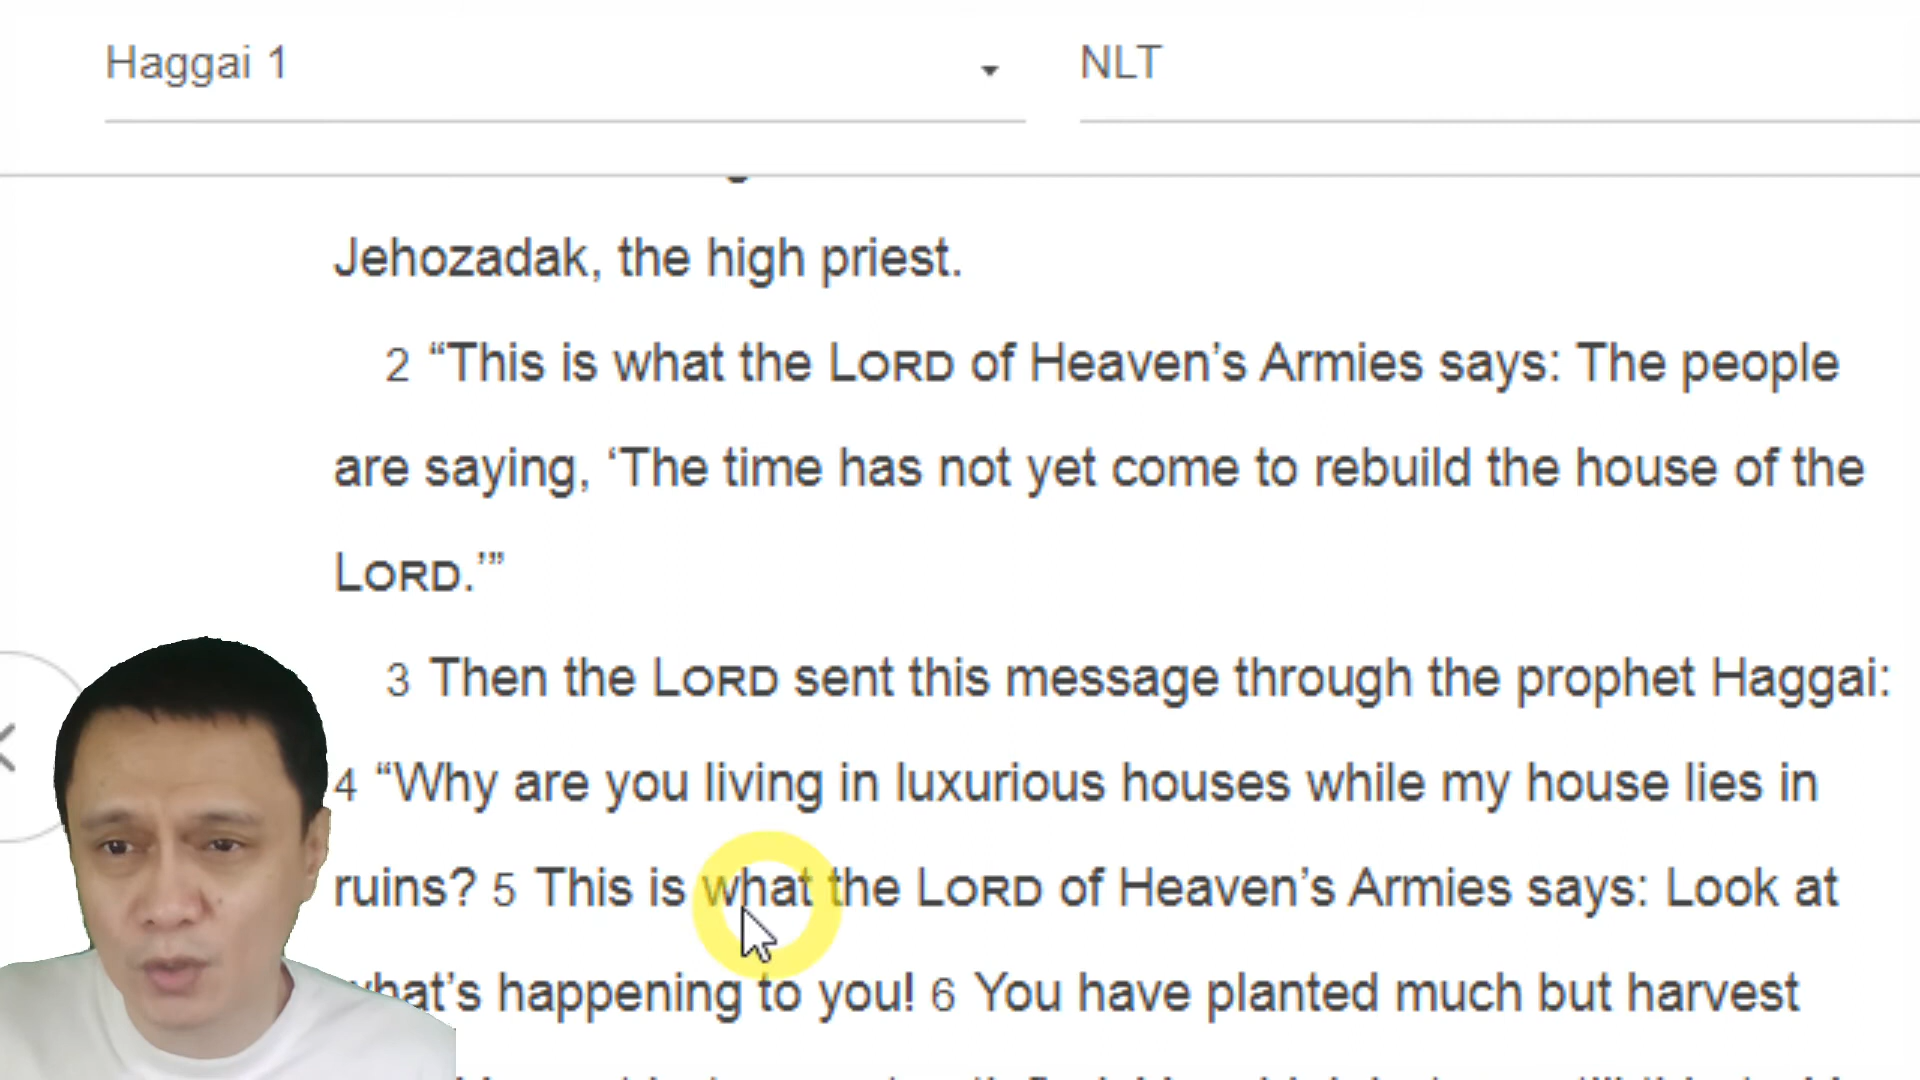 Haggai 1
NLT
Jehozadak, the high priest.
2 “This is what the LORD of Heaven’s Armies says: The people
are saying, ‘The time has not yet come to rebuild the house of the
LORD.’”
3 Then the LORD sent this message through the prophet Haggai:
4 “Why are you living in luxurious houses while my house lies in
ruins? 5 This is what the LORD of Heaven’s Armies says: Look at
what’s happening to you! 6 You have planted much but harvest